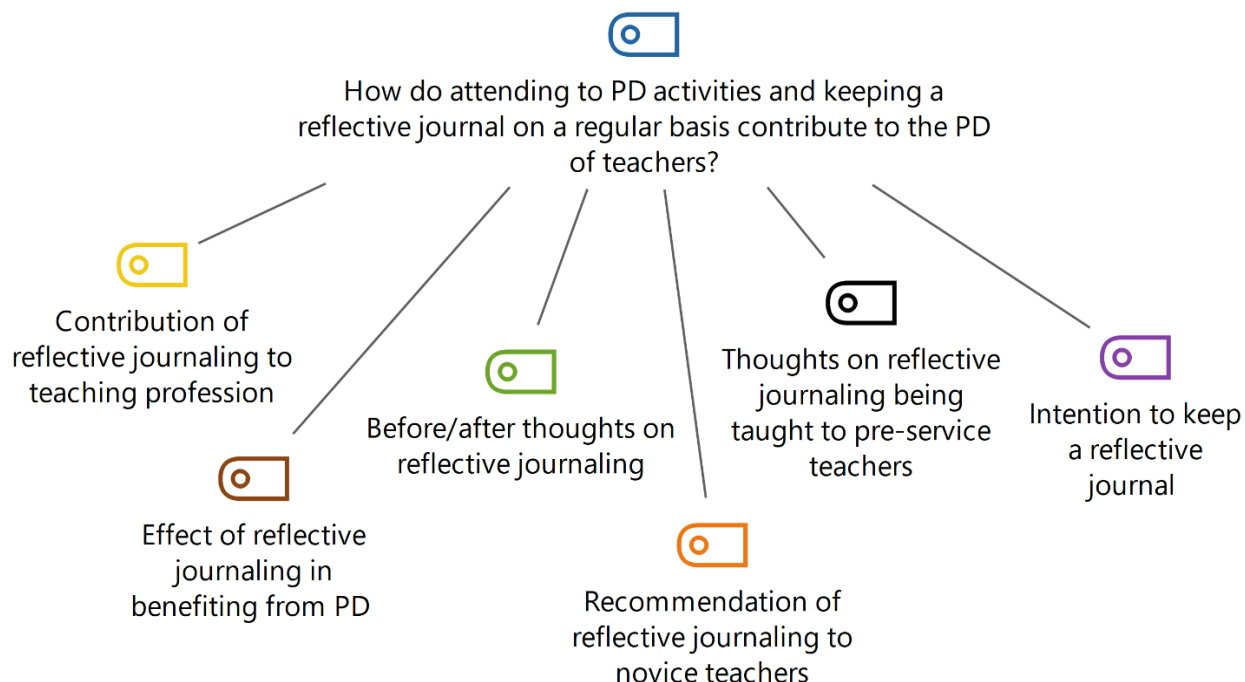 How do attending to PD activities and keeping a
reflective journal on a regular basis contribute to the PD
of teachers?
Contribution of
reflective journaling to
teaching profession
Effect of reflective
journaling in
benefiting from PD
Before/after thoughts on
reflective journaling
Recommendation of
reflective journaling to
novice teachers
Thoughts on reflective
journaling being
taught to pre-service
teachers
Intention to keep
a reflective
journal